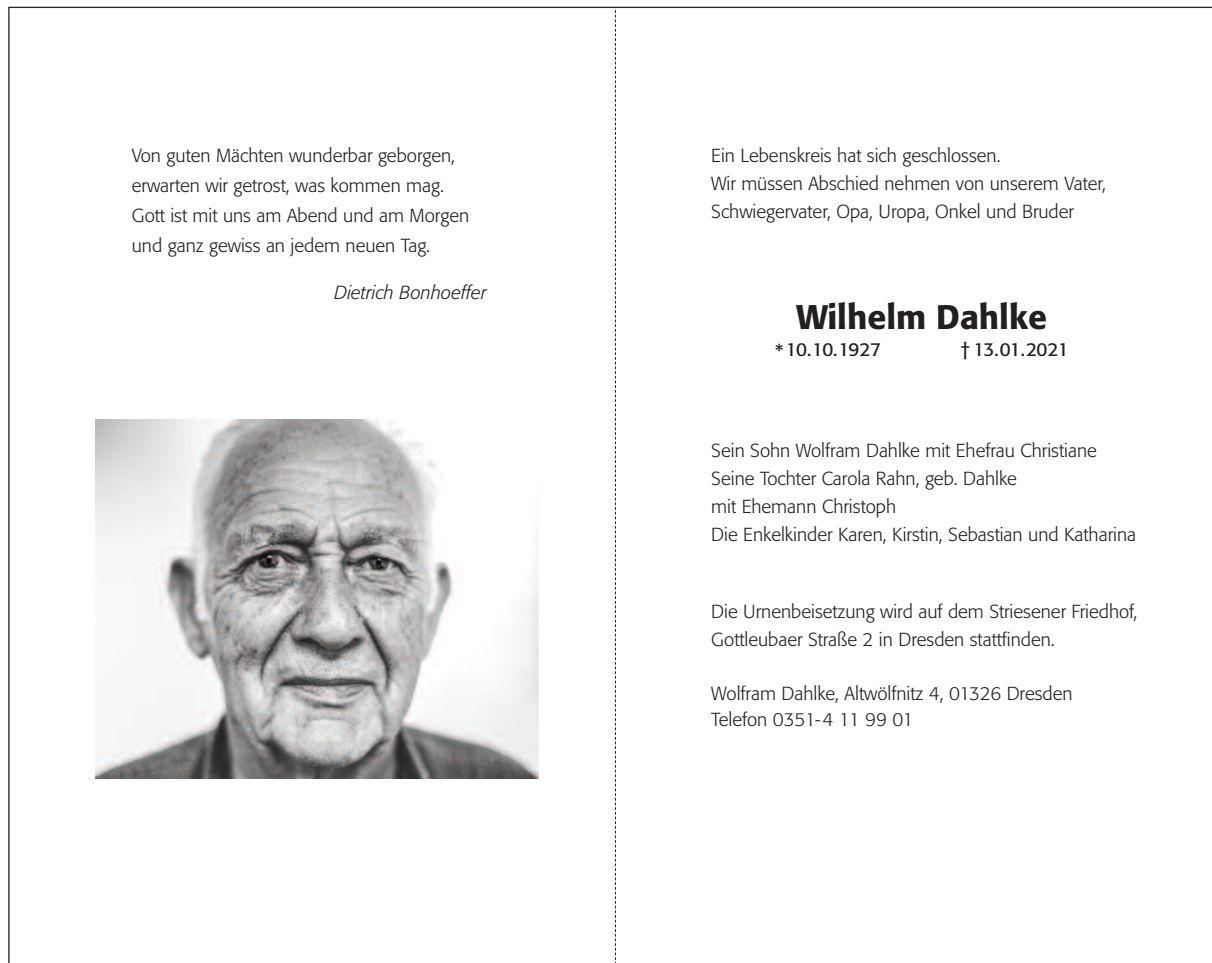 Von guten Mächten wunderbar geborgen,
erwarten wir getrost, was kommen mag.
Gott ist mit uns am Abend und am Morgen
und ganz gewiss an jedem neuen Tag.
Dietrich Bonhoeffer
Ein Lebenskreis hat sich geschlossen.
Wir müssen Abschied nehmen von unserem Vater,
Schwiegervater, Opa, Uropa, Onkel und Bruder
Wilhelm Dahlke
* 10.10.1927 † 13.01.2021
Sein Sohn Wolfram Dahlke mit Ehefrau Christiane
Seine Tochter Carola Rahn, geb. Dahlke
mit Ehemann Christoph
Die Enkelkinder Karen, Kirstin, Sebastian und Katharina
Die Urnenbeisetzung wird auf dem Striesener Friedhof,
Gottleubaer Straße 2 in Dresden stattfinden.
Wolfram Dahlke, Altwölfnitz 4, 01326 Dresden
Telefon 0351-4 11 99 01